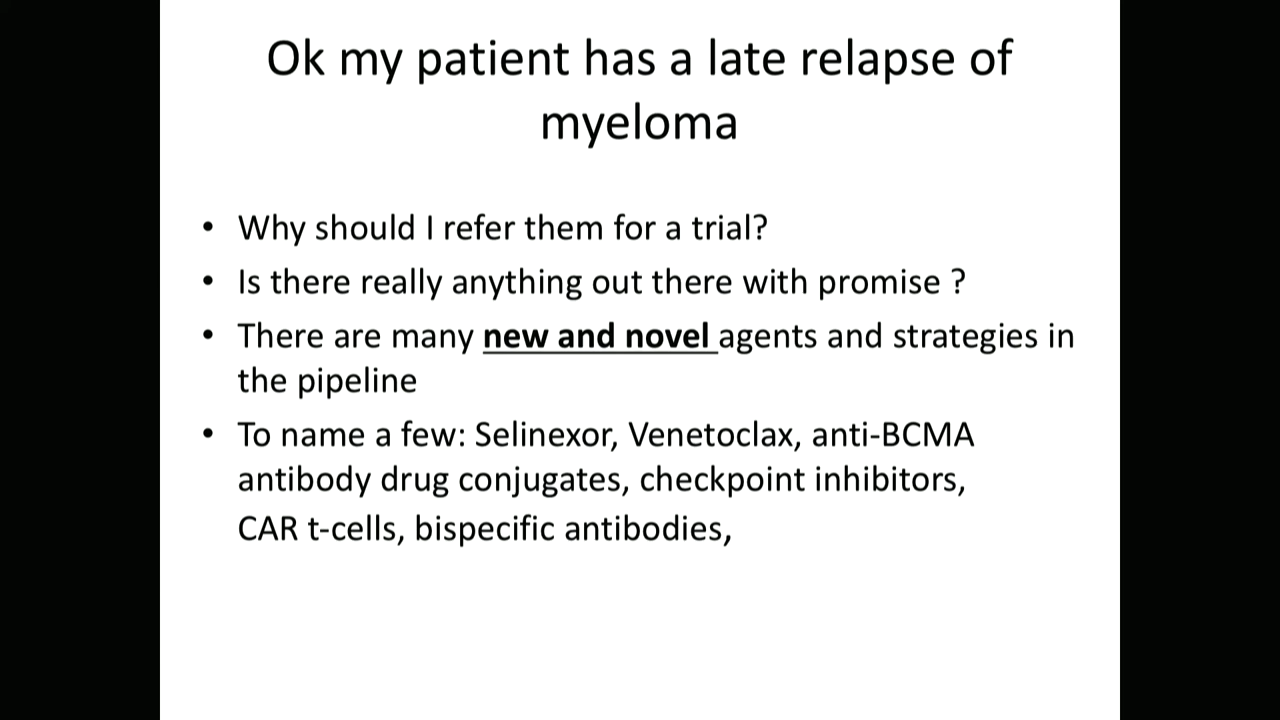 Ok my patient has a late relapse of
myeloma
• Why should I refer them for a trial?
• Is there really anything out there with promise ?
• There are many new and novel agents and strategies in
the pipeline
• To name a few: Selinexor, Venetoclax, anti-BCMA
antibody drug conjugates, checkpoint inhibitors,
CAR t-cells, bispecific antibodies,